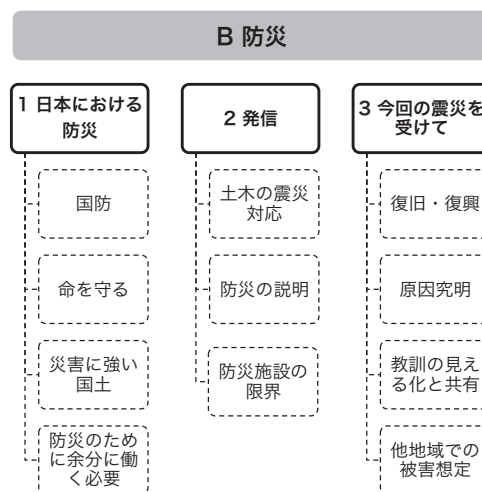 B 防災
1 日本における
防災
国防
命を守る
災害に強い
国土
防災のため
に余分に働
く必要
2 発信
土木の震災
対応
防災の説明
防災施設の
限界
3 今回の震災を
受けて
復旧・復興
原因究明
教訓の見え
る化と共有
他地域での
被害想定